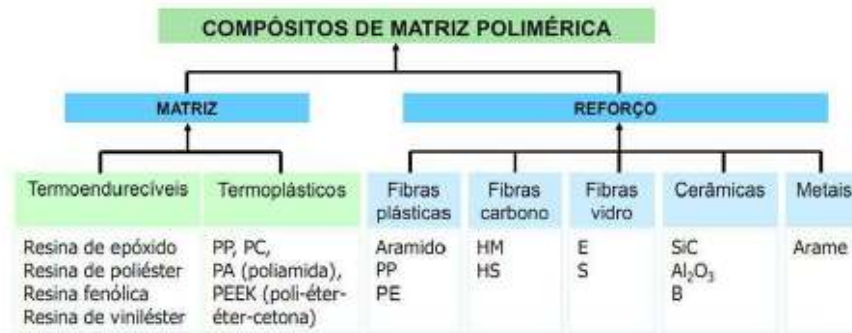 COMPÓSITOS DE MATRIZ POLIMÉRICA
MATRIZ
REFORÇO
Termoendurecíveis
Termoplásticos
Fibras
plásticas
Fibras
carbono
Fibras
vidro
Cerâmicas
Metais
Resina de epóxido
Resina de poliéster
Resina fenólica
Resina de viniléster
PP, PC,
PA (poliamida),
PEEK (poli-éter-
éter-cetona)
Aramido
PP
PE
HM
HS
E
S
SiC
Al₂O₃
B
Arame